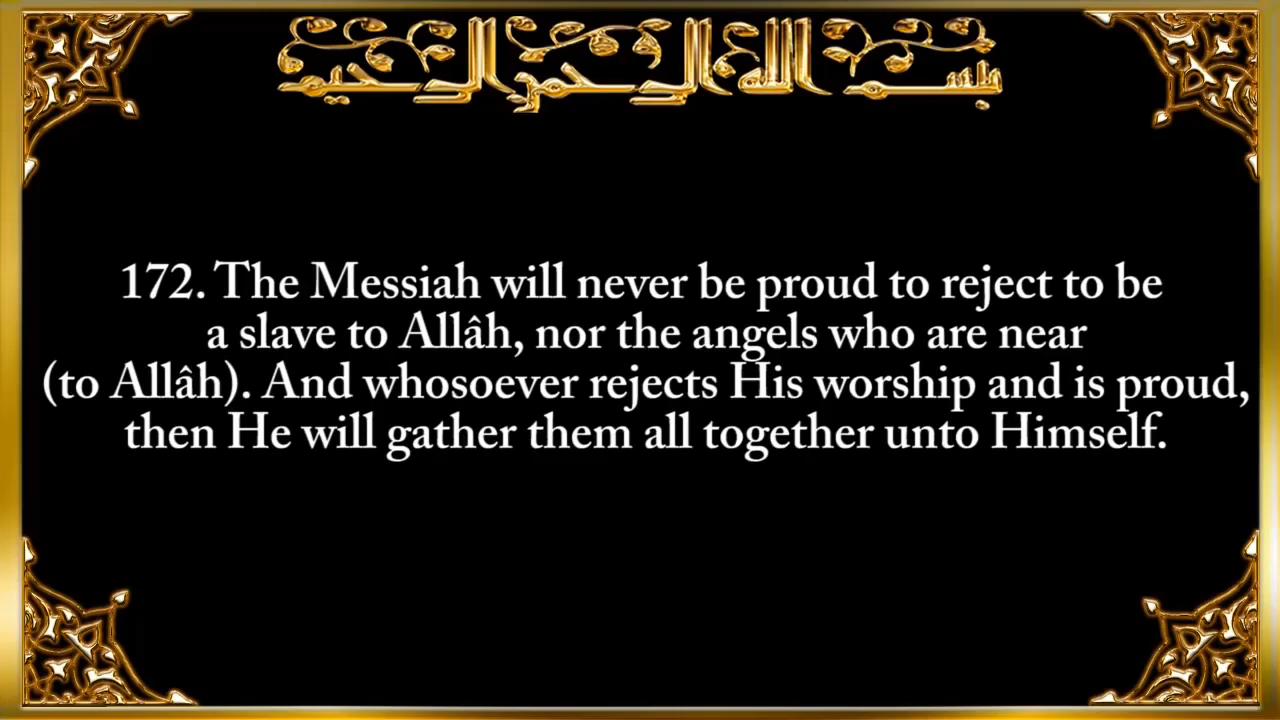 بسم الله الرحمن الرحيم
172. The Messiah will never be proud to reject to be
a slave to Allâh, nor the angels who are near
(to Allâh). And whosoever rejects His worship and is proud,
then He will gather them all together unto Himself.